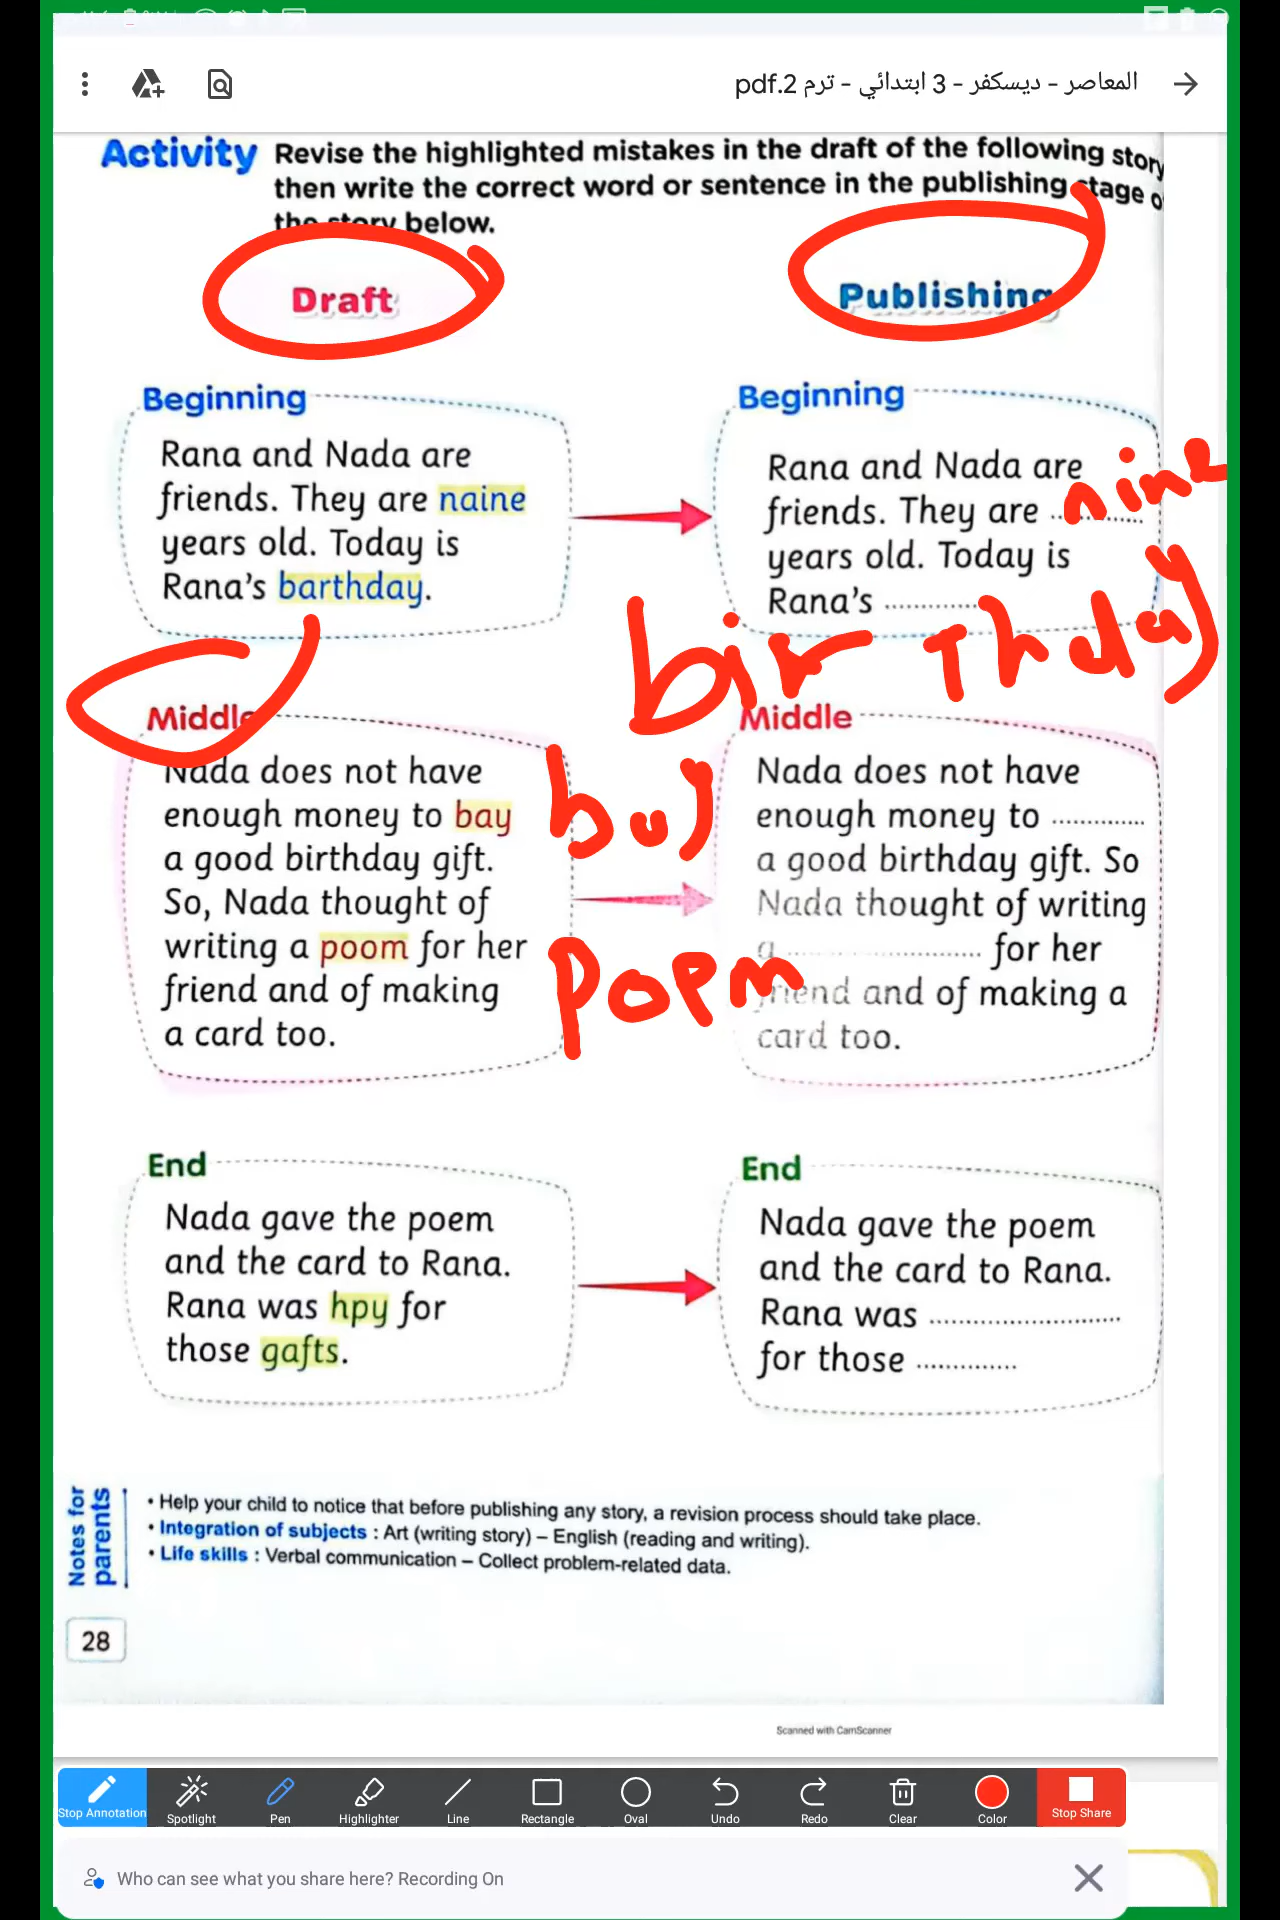 المعاصر - ديسكفر - 3 ابتدائي - ترم 2.pdf
Activity Revise the highlighted mistakes in the draft of the following story
then write the correct word or sentence in the publishing stage
the story below.
Draft
Publishing
Beginning
Rana and Nada are
friends. They are naine
years old. Today is
Rana's barthday.
Beginning
Rana and Nada are
friends. They are nine
years old. Today is
Rana's ..............
birthday
Middle
Nada does not have
enough money to bay
a good birthday gift.
So, Nada thought of
writing a poom for her
friend and of making
a card too.
buy
poem
Middle
Nada does not have
enough money to ..............
a good birthday gift. So
Nada thought of writing
a .............................. for her
friend and of making a
card too.
End
Nada gave the poem
and the card to Rana.
Rana was hpy for
those gafts.
End
Nada gave the poem
and the card to Rana.
Rana was ..............................
for those ...............
Notes for
parents
• Help your child to notice that before publishing any story, a revision process should take place.
• Integration of subjects : Art (writing story) – English (reading and writing).
• Life skills : Verbal communication – Collect problem-related data.
28
Scanned with CamScanner
Stop Annotation
Spotlight
Pen
Highlighter
Line
Rectangle
Oval
Undo
Redo
Clear
Color
Stop Share
Who can see what you share here? Recording On